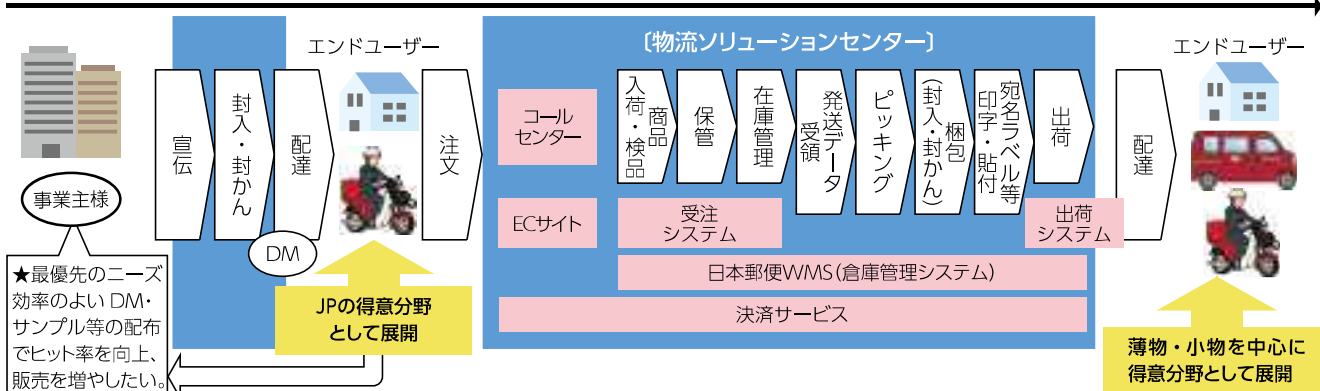 事業主様
★最優先のニーズ
効率のよいDM・
サンプル等の配布
でヒット率を向上、
販売を増やしたい。
宣伝
封入・封かん
配達
DM
エンドユーザー
JPの得意分野
として展開
注文
〔物流ソリューションセンター〕
コール
センター
ECサイト
商品
入荷・検品
保管
在庫管理
発送データ
受領
ピッキング
梱包
(封入・封かん)
宛名ラベル等
印字・貼付
出荷
受注
システム
出荷
システム
日本郵便WMS(倉庫管理システム)
決済サービス
配達
エンドユーザー
薄物・小物を中心に
得意分野として展開